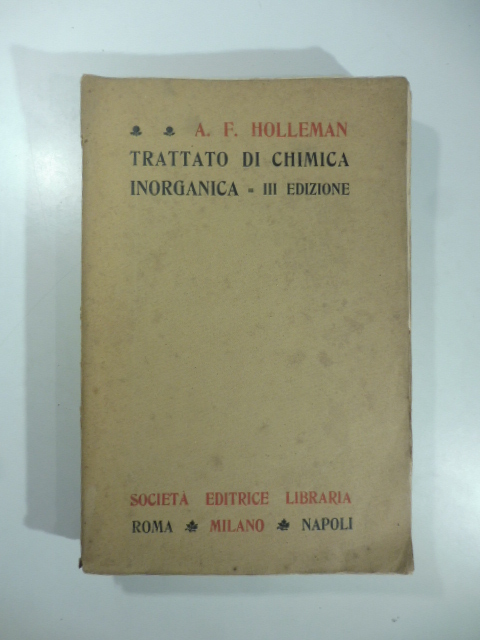 A. F. HOLLEMAN
TRATTATO DI CHIMICA
INORGANICA = III EDIZIONE
SOCIETÀ EDITRICE LIBRARIA
ROMA MILANO NAPOLI